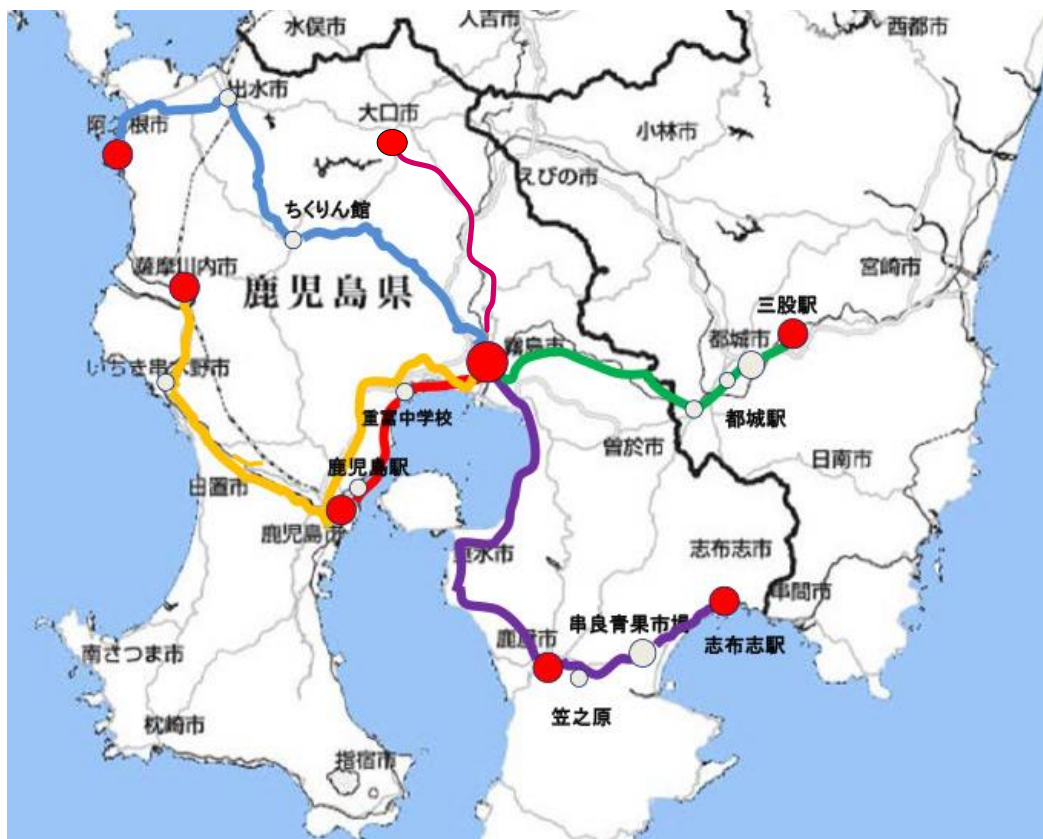 水俣市
人吉市
西都市
出水市
大口市
阿久根市
小林市
えびの市
ちくりん館
薩摩川内市
鹿児島県
宮崎市
三股駅
霧島市
都城市
いちき串木野市
重富中学校
都城駅
曽於市
日南市
鹿児島駅
日置市
鹿児島市
垂水市
志布志市
串間市
串良青果市場
鹿屋市
志布志駅
南さつま市
笠之原
枕崎市
指宿市